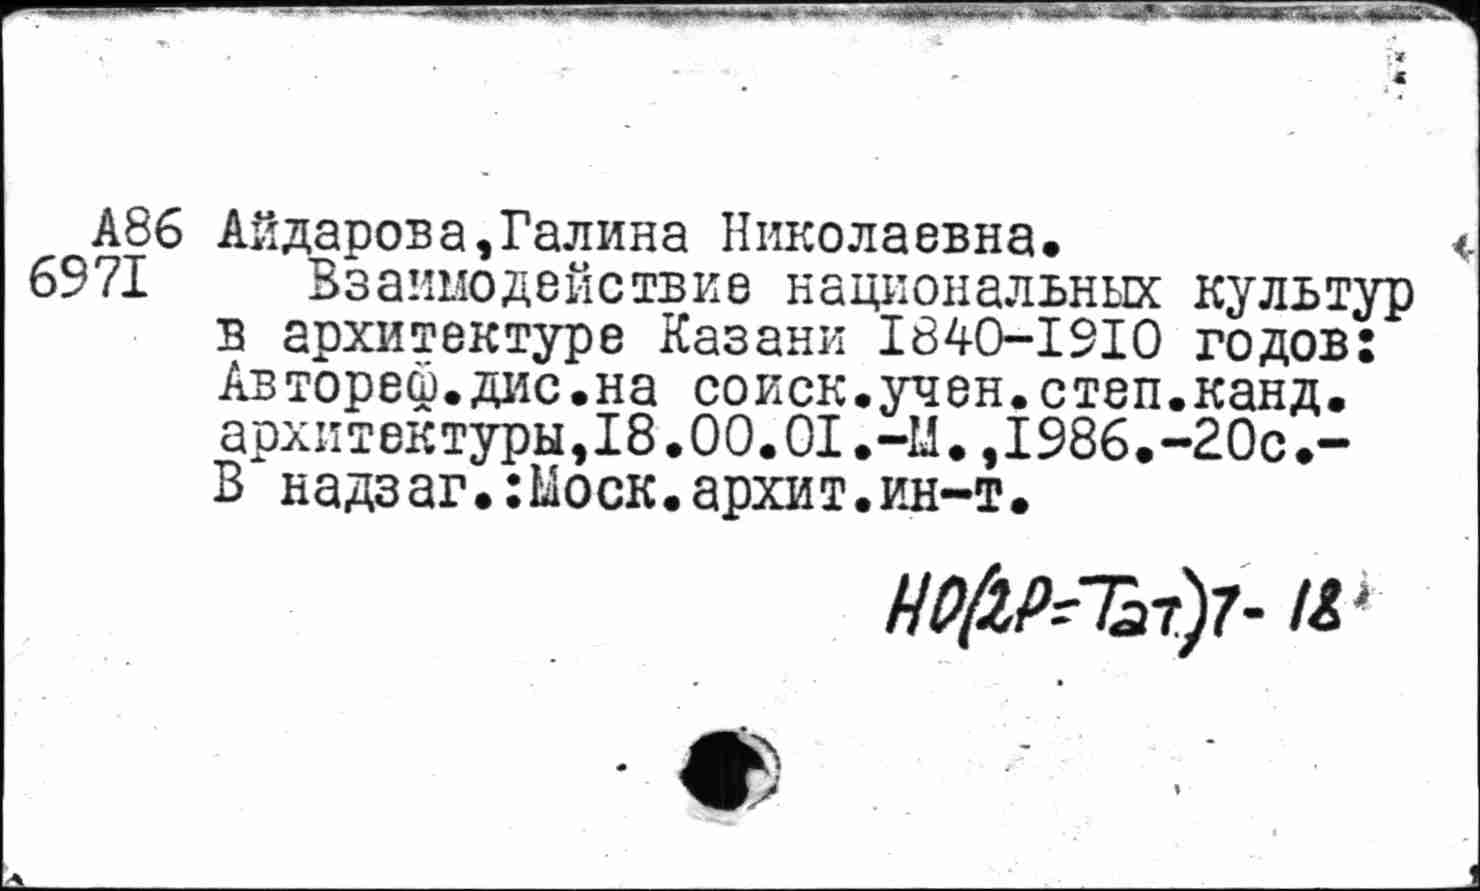 А86 Айдарова,Галина Николаевна.
6971 Взаимодействие национальных культур
в архитектуре Казани 1840-1910 годов:
Автореф.дис.на соиск.учен.степ.канд.
архитектуры,18.00.01.-М.,1986.-20с.-
В надзаг.:Моск.архит.ин-т.
НО(2Р=Тат.)7-18